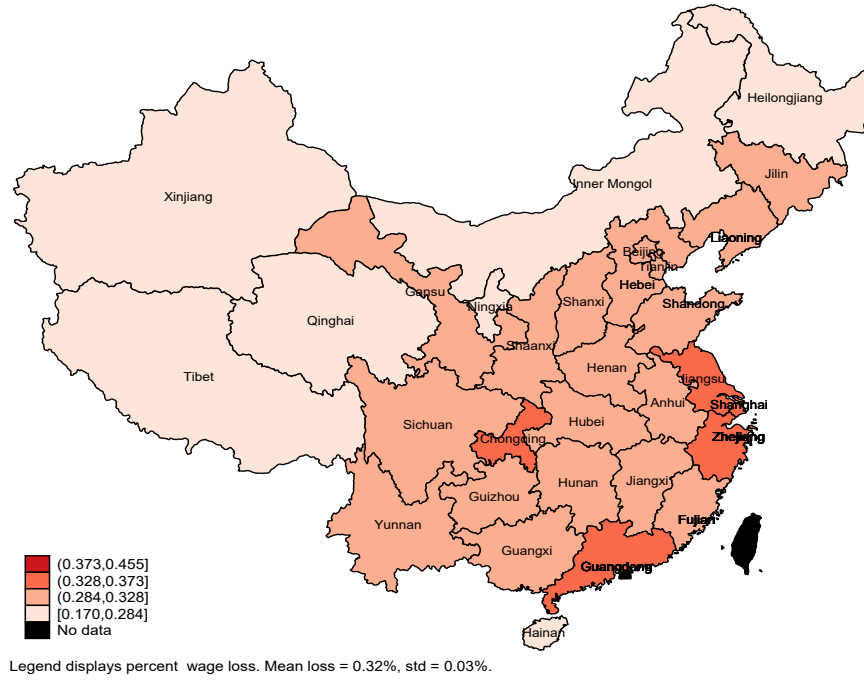 Heilongjiang
Jilin
Inner Mongol
Xinjiang
Liaoning
Beijing
Tianjin
Hebei
Gansu
Shanxi
Shandong
Ningxia
Qinghai
Shaanxi
Henan
Tibet
Jiangsu
Anhui
Shanghai
Sichuan
Hubei
Chongqing
Zhejiang
Hunan
Jiangxi
Guizhou
Yunnan
Fujian
Guangxi
Guangdong
Hainan
(0.373,0.455]
(0.328,0.373]
(0.284,0.328]
[0.170,0.284]
No data
Legend displays percent wage loss. Mean loss = 0.32%, std = 0.03%.